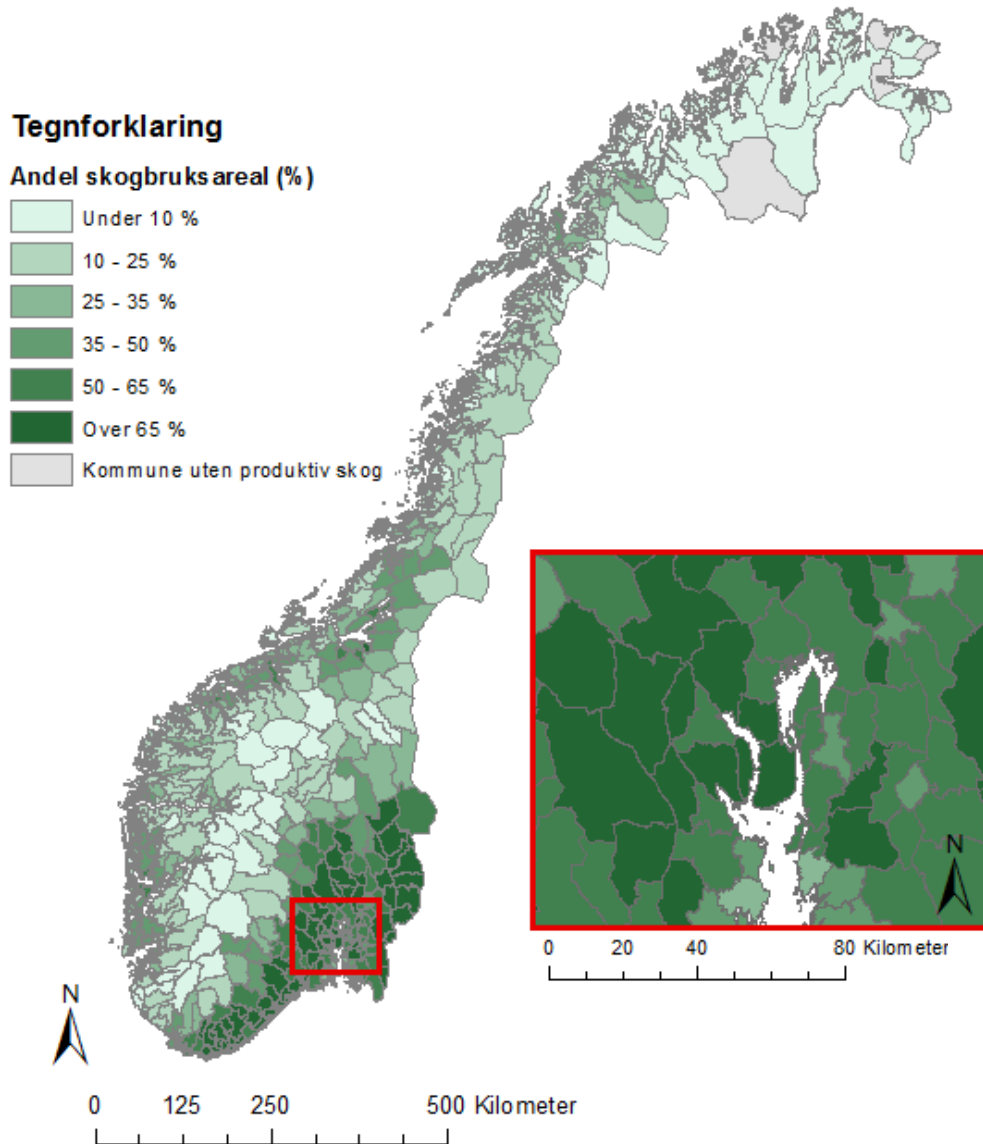 Tegnforklaring
Andel skogbruksareal (%)
Under 10 %
10 - 25 %
25 - 35 %
35 - 50 %
50 - 65 %
Over 65 %
Kommune uten produktiv skog
N
0 20 40 80 Kilometer
N
0 125 250 500 Kilometer